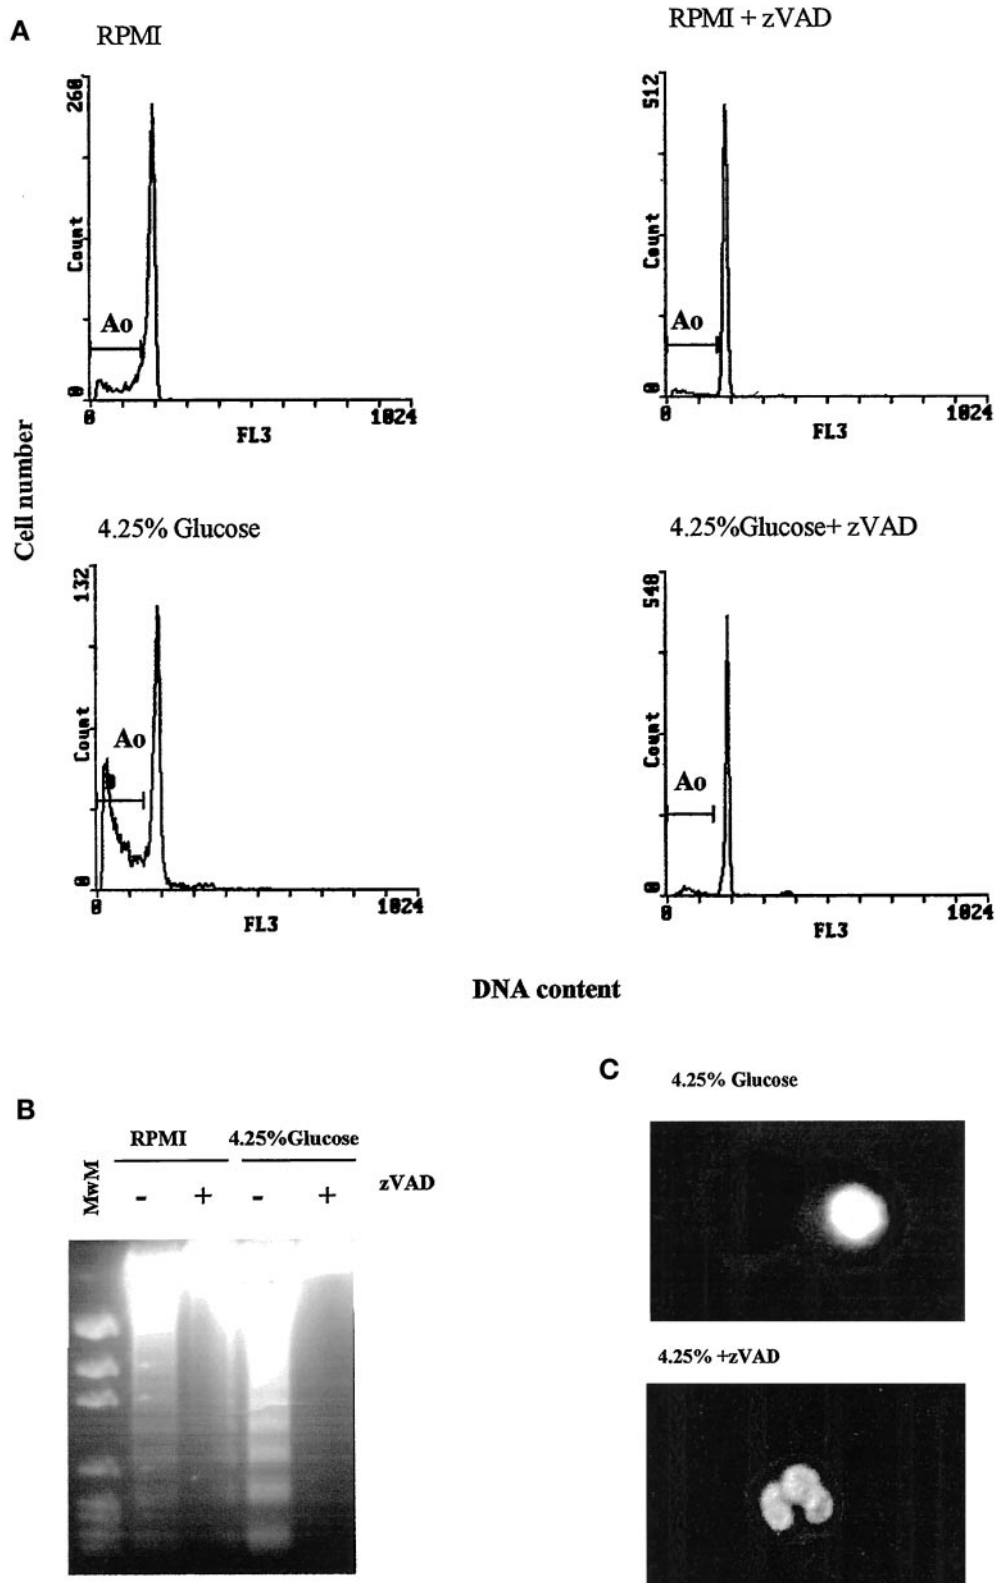 A
RPMI
260
Count
Ao
0
0
1024
FL3
RPMI + zVAD
512
Count
Ao
0
0
1024
FL3
Cell number
4.25% Glucose
132
Count
Ao
0
0
1024
FL3
4.25%Glucose+ zVAD
548
Count
Ao
0
0
1024
FL3
DNA content
B
RPMI 4.25%Glucose
MwM
- + - + zVAD
C
4.25% Glucose
4.25% +zVAD